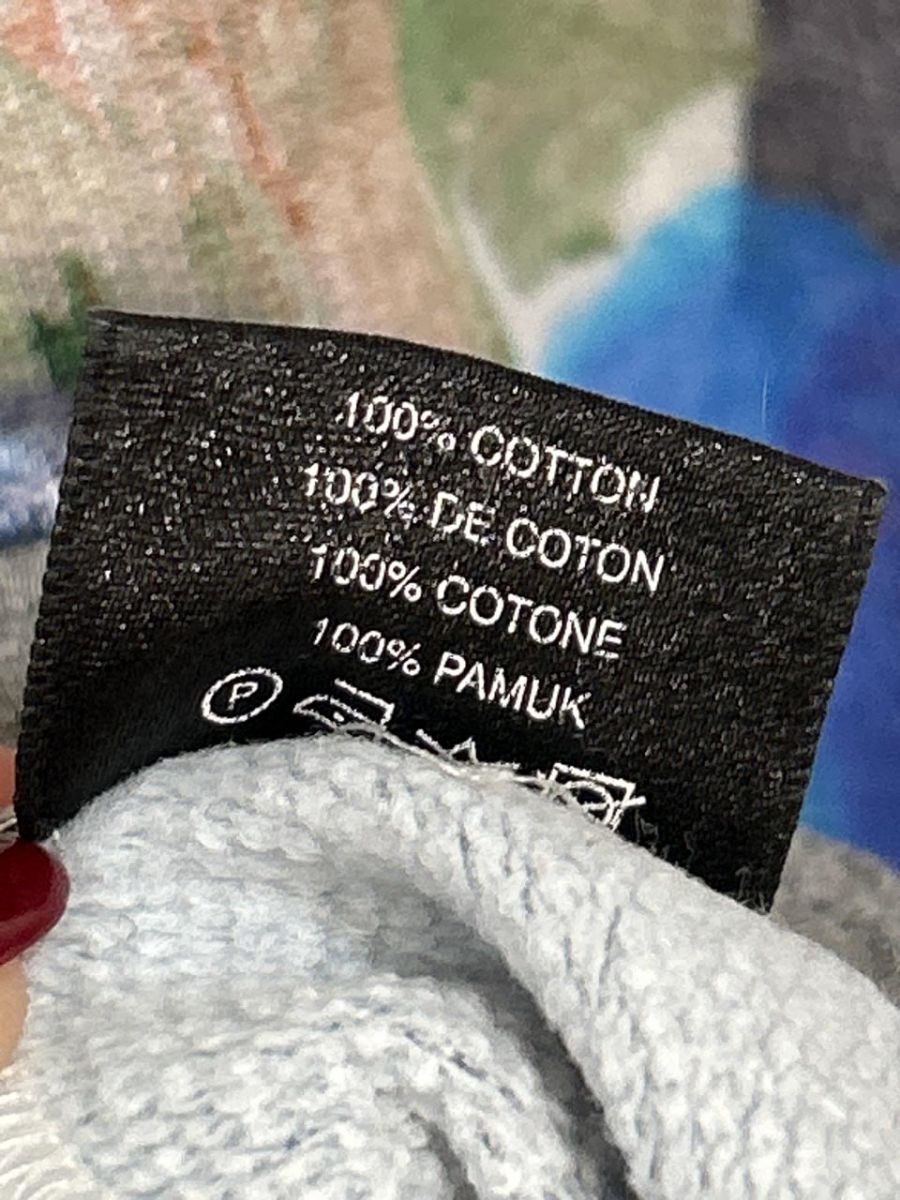 100% COTTON
100% DE COTON
100% COTONE
100% PAMUK
P